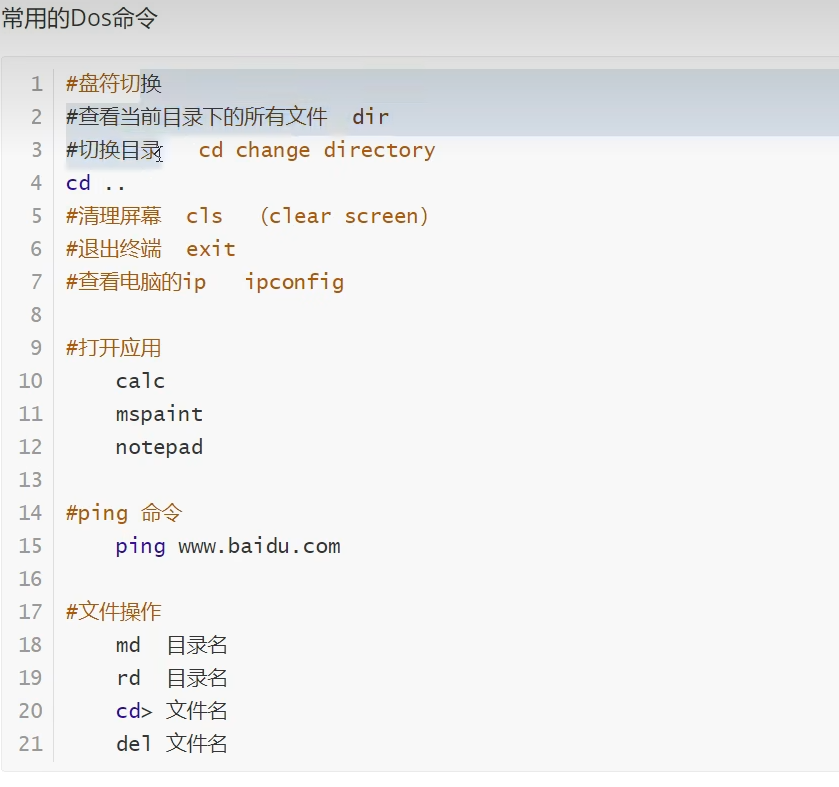 常用的Dos命令
1 #盘符切换
2 #查看当前目录下的所有文件  dir
3 #切换目录   cd change directory
4 cd ..
5 #清理屏幕  cls  （clear screen）
6 #退出终端  exit
7 #查看电脑的ip   ipconfig
8
9 #打开应用
10     calc
11     mspaint
12     notepad
13
14 #ping 命令
15     ping www.baidu.com
16
17 #文件操作
18     md  目录名
19     rd  目录名
20     cd> 文件名
21     del 文件名